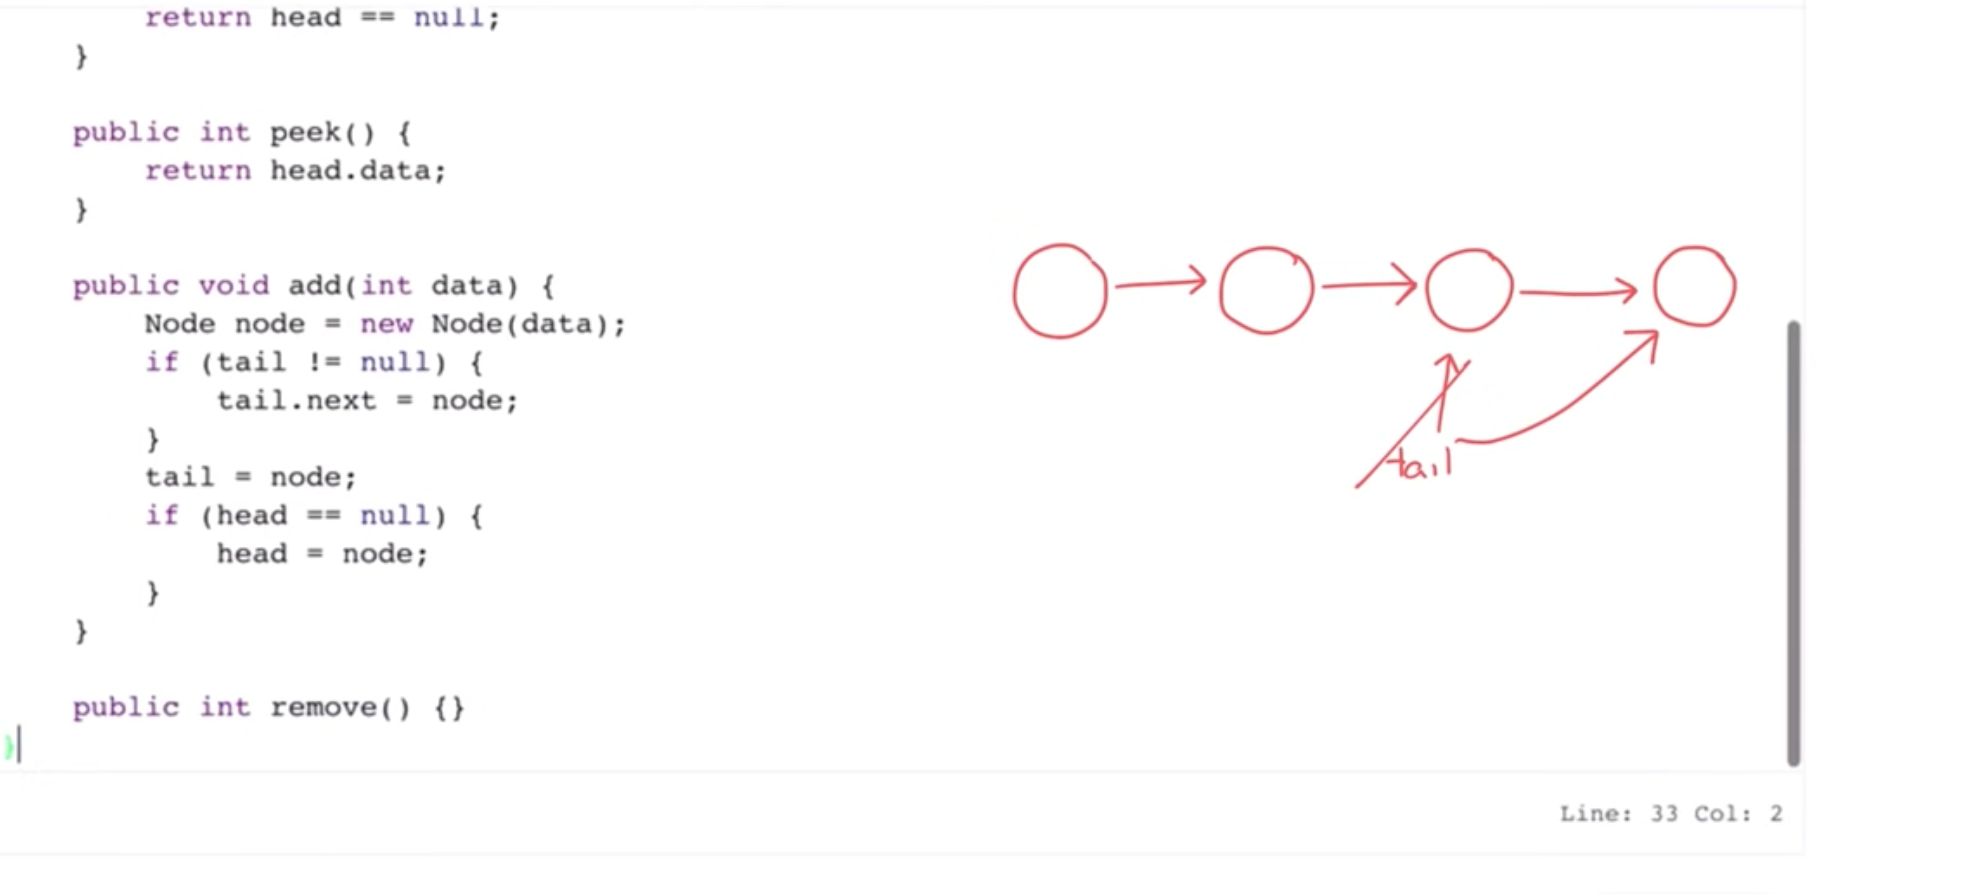 return head == null;
}
public int peek() {
return head.data;
}
public void add(int data) {
Node node = new Node(data);
if (tail != null) {
tail.next = node;
}
tail = node;
if (head == null) {
head = node;
}
}
public int remove() {}
}
tail
Line: 33 Col: 2